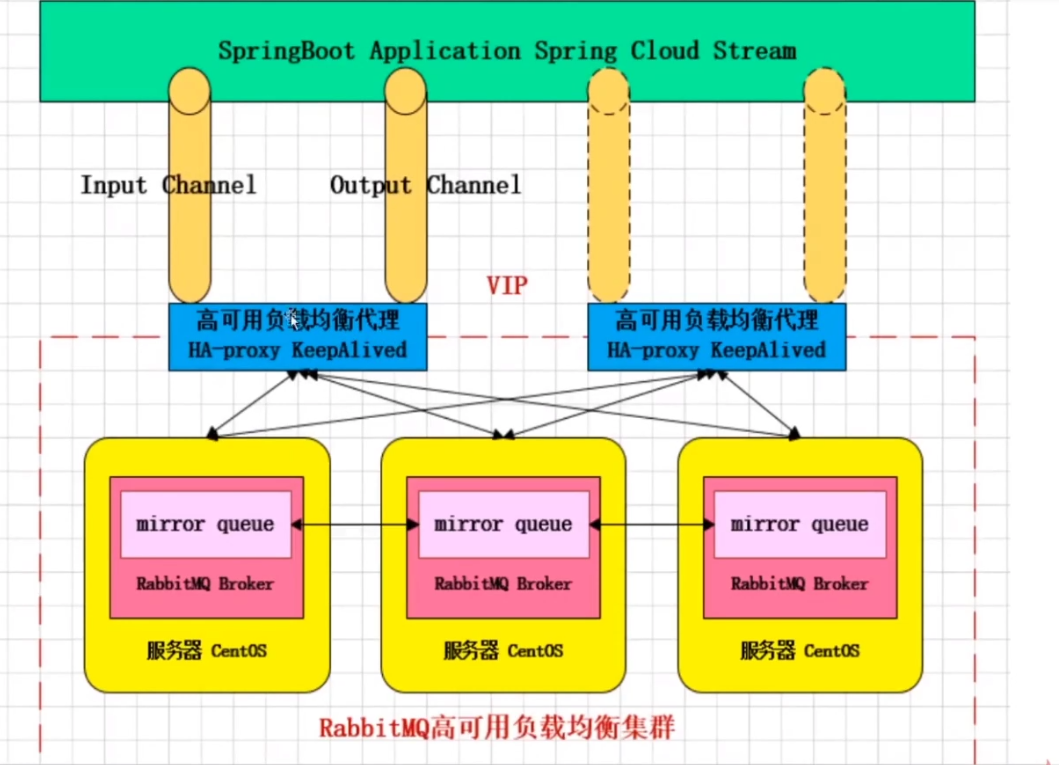 SpringBoot Application Spring Cloud Stream
Input Channel
Output Channel
VIP
高可用负载均衡代理
HA-proxy KeepAlived
高可用负载均衡代理
HA-proxy KeepAlived
mirror queue
mirror queue
mirror queue
RabbitMQ Broker
RabbitMQ Broker
RabbitMQ Broker
服务器 CentOS
服务器 CentOS
服务器 CentOS
RabbitMQ高可用负载均衡集群